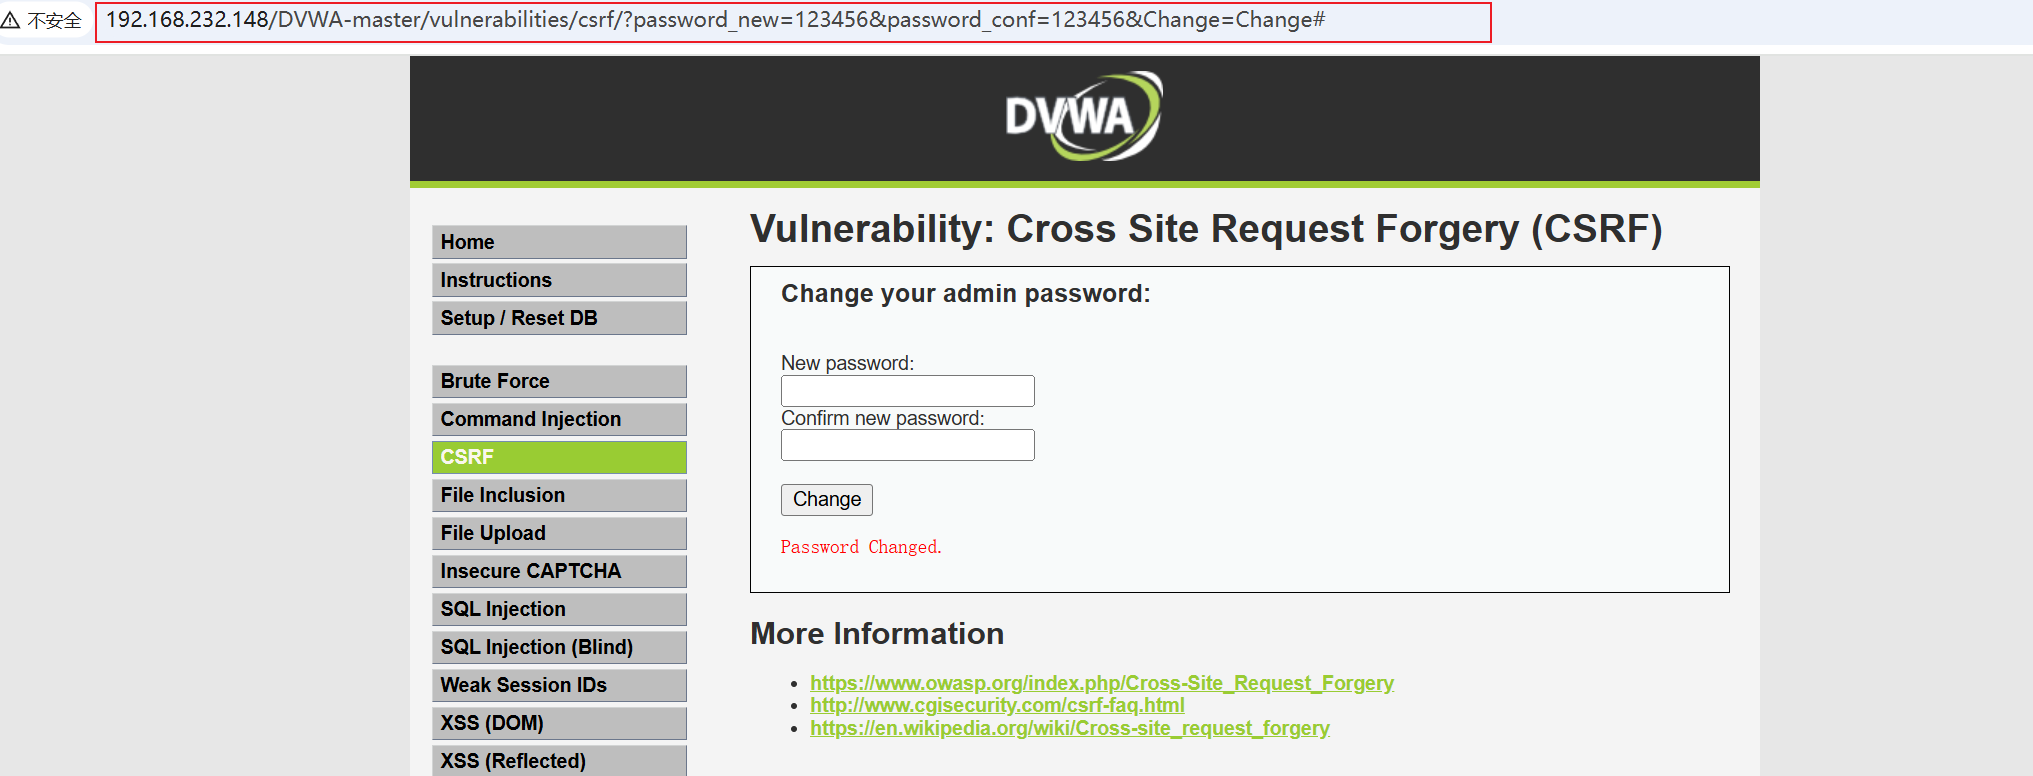 不安全 192.168.232.148/DVWA-master/vulnerabilities/csrf/?password_new=123456&password_conf=123456&Change=Change#
DVWA
Home
Instructions
Setup / Reset DB
Brute Force
Command Injection
CSRF
File Inclusion
File Upload
Insecure CAPTCHA
SQL Injection
SQL Injection (Blind)
Weak Session IDs
XSS (DOM)
XSS (Reflected)
Vulnerability: Cross Site Request Forgery (CSRF)
Change your admin password:
New password:
Confirm new password:
Change
Password Changed.
More Information
https://www.owasp.org/index.php/Cross-Site_Request_Forgery
http://www.cgisecurity.com/csrf-faq.html
https://en.wikipedia.org/wiki/Cross-site_request_forgery